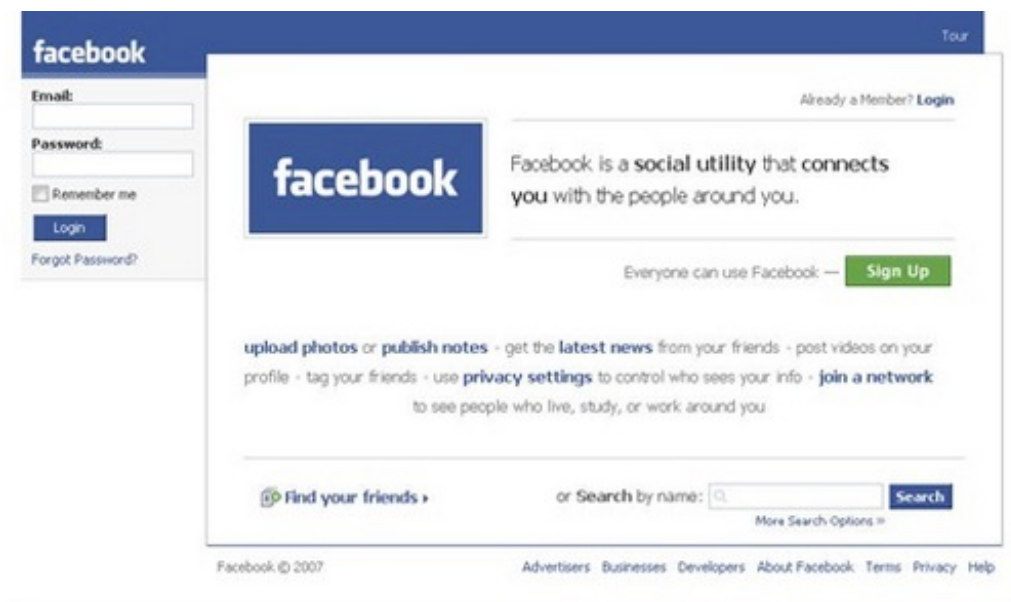 Tour
facebook
Email:
Password:
Remember me
Login
Forgot Password?
Already a Member? Login
facebook
Facebook is a social utility that connects
you with the people around you.
Everyone can use Facebook — Sign Up
upload photos or publish notes - get the latest news from your friends - post videos on your
profile - tag your friends - use privacy settings to control who sees your info - join a network
to see people who live, study, or work around you
Find your friends ▸ or Search by name: Search
More Search Options »
Facebook © 2007 Advertisers Businesses Developers About Facebook Terms Privacy Help